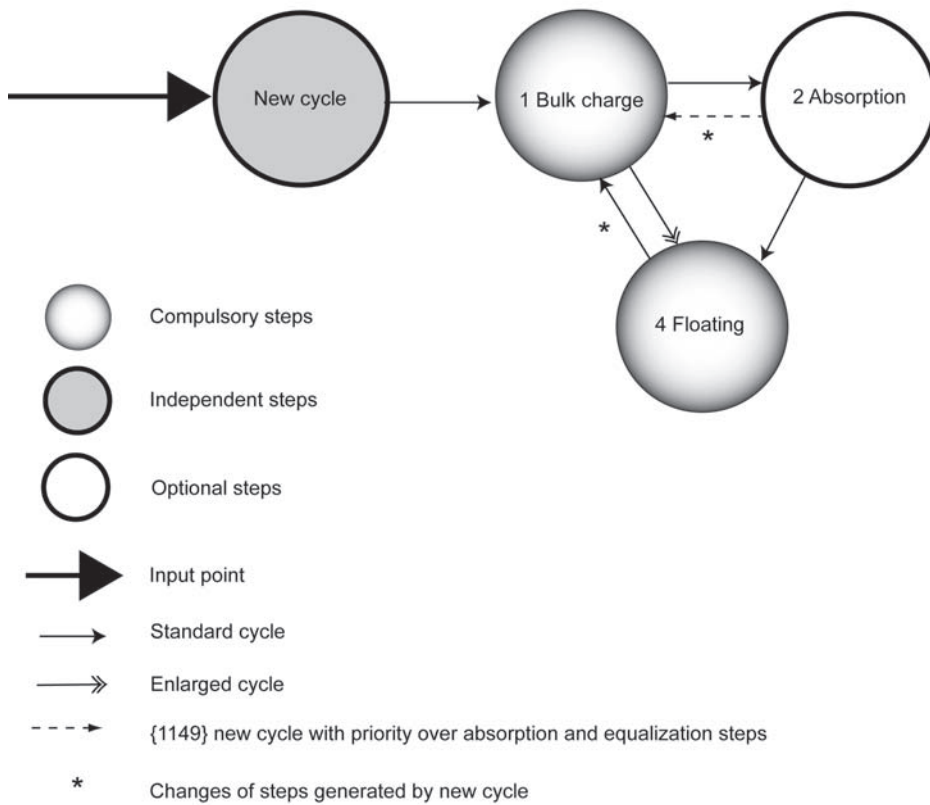 New cycle
1 Bulk charge
2 Absorption
*
*
4 Floating
Compulsory steps
Independent steps
Optional steps
Input point
Standard cycle
Enlarged cycle
{1149} new cycle with priority over absorption and equalization steps
* Changes of steps generated by new cycle